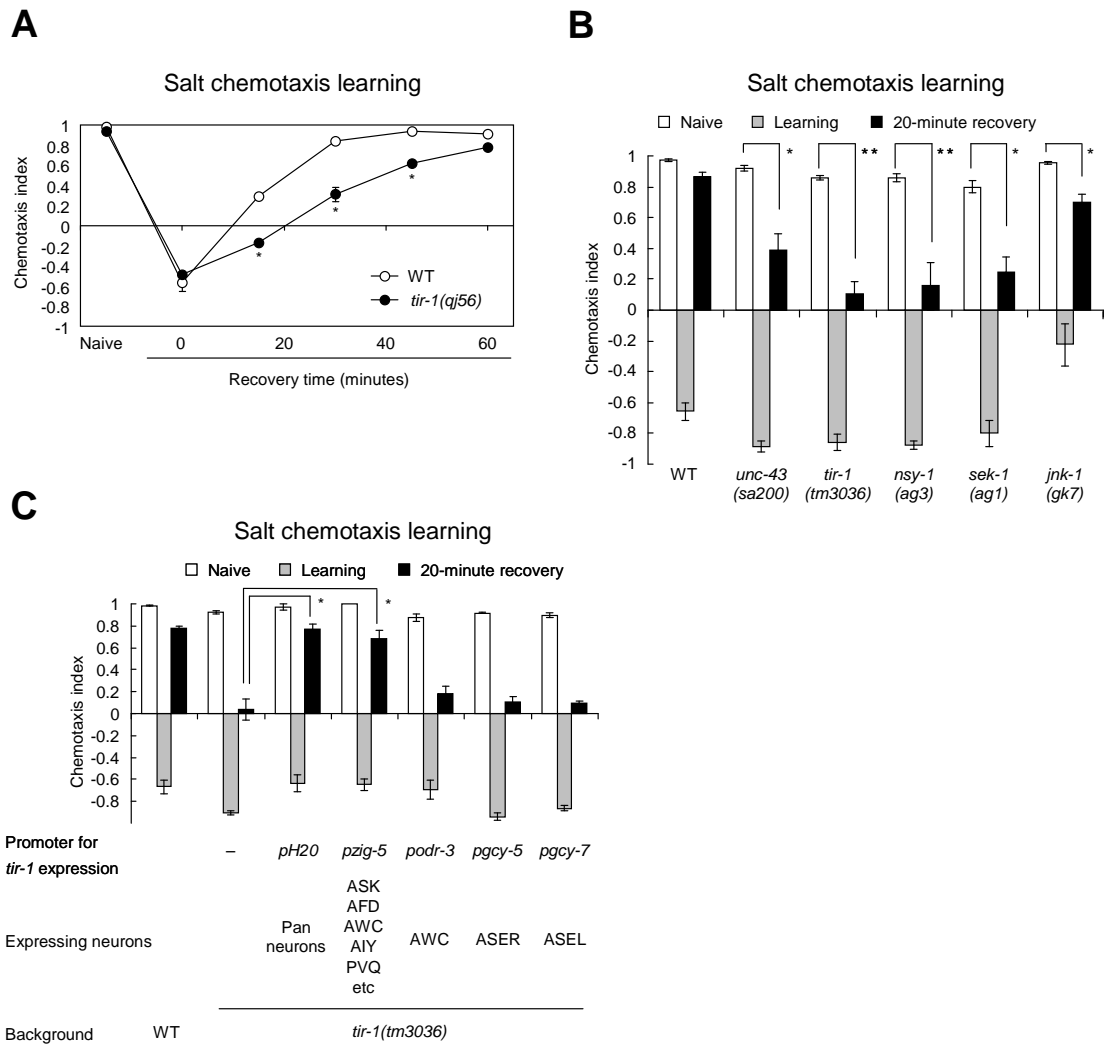 A
Salt chemotaxis learning
Chemotaxis index
1
0.8
0.6
0.4
0.2
0
-0.2
-0.4
-0.6
-0.8
-1
*
*
*
WT
tir-1(qj56)
Naive 0 20 40 60
Recovery time (minutes)
B
Salt chemotaxis learning
Naive Learning 20-minute recovery
* ** ** * *
Chemotaxis index
1
0.8
0.6
0.4
0.2
0
-0.2
-0.4
-0.6
-0.8
-1
WT unc-43 tir-1 nsy-1 sek-1 jnk-1
(sa200) (tm3036) (ag3) (ag1) (gk7)
C
Salt chemotaxis learning
Naive Learning 20-minute recovery
* *
Chemotaxis index
1
0.8
0.6
0.4
0.2
0
-0.2
-0.4
-0.6
-0.8
Promoter for
tir-1 expression
– pH20 pzig-5 podr-3 pgcy-5 pgcy-7
Expressing neurons
Pan
neurons
ASK
AFD
AWC
AIY
PVQ
etc
AWC ASER ASEL
Background WT tir-1(tm3036)